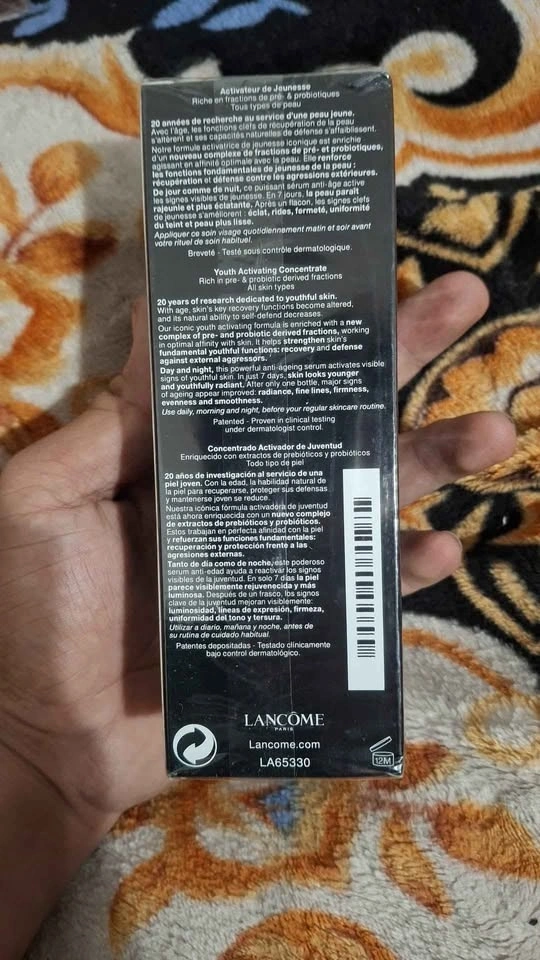 Activateur de Jeunesse
Riche en fractions de pré- & probiotiques
Tous types de peau
20 années de recherche au service d'une peau jeune.
Avec l'âge, les fonctions clefs de récupération de la peau
s'altèrent et ses capacités naturelles de défense s'affaiblissent.
Notre formule activatrice de jeunesse iconique est enrichie
d'un nouveau complexe de fractions de pré- et probiotiques,
agissant en affinité optimale avec la peau. Elle renforce
les fonctions fondamentales de jeunesse de la peau :
récupération et défense contre les agressions extérieures.
De jour comme de nuit, ce puissant sérum anti-âge active
les signes visibles de jeunesse. En 7 jours, la peau paraît
rajeunie et plus éclatante. Après un flacon, les signes clefs
de jeunesse s'améliorent : éclat, rides, fermeté, uniformité
du teint et peau plus lisse.
Appliquer ce soin visage quotidiennement matin et soir avant
votre rituel de soin habituel.
Breveté - Testé sous contrôle dermatologique.
Youth Activating Concentrate
Rich in pre- & probiotic derived fractions
All skin types
20 years of research dedicated to youthful skin.
With age, skin's key recovery functions become altered,
and its natural ability to self-defend decreases.
Our iconic youth activating formula is enriched with a new
complex of pre- and probiotic derived fractions, working
in optimal affinity with skin. It helps strengthen skin's
fundamental youthful functions: recovery and defense
against external aggressors.
Day and night, this powerful anti-ageing serum activates visible
signs of youthful skin. In just 7 days, skin looks younger
and youthfully radiant. After only one bottle, major signs
of ageing appear improved: radiance, fine lines, firmness,
evenness and smoothness.
Use daily, morning and night, before your regular skincare routine.
Patented - Proven in clinical testing
under dermatologist control.
Concentrado Activador de Juventud
Enriquecido con extractos de prebióticos y probióticos
Todo tipo de piel
20 años de investigación al servicio de una
piel joven. Con la edad, la habilidad natural de
la piel para recuperarse, proteger sus defensas
y mantenerse joven se reduce.
Nuestra icónica fórmula activadora de juventud
está ahora enriquecida con un nuevo complejo
de extractos de prebióticos y probióticos.
Estos trabajan en perfecta afinidad con la piel
y refuerzan sus funciones fundamentales:
recuperación y protección frente a las
agresiones externas.
Tanto de día como de noche, este poderoso
serum anti-edad ayuda a reactivar los signos
visibles de la juventud. En solo 7 días la piel
parece visiblemente rejuvenecida y más
luminosa. Después de un frasco, los signos
clave de la juventud mejoran visiblemente:
luminosidad, líneas de expresión, firmeza,
uniformidad del tono y tersura.
Utilizar a diario, mañana y noche, antes de
su rutina de cuidado habitual.
Patentes depositadas - Testado clínicamente
bajo control dermatológico.
LANCÔME
PARIS
Lancome.com
LA65330
12M